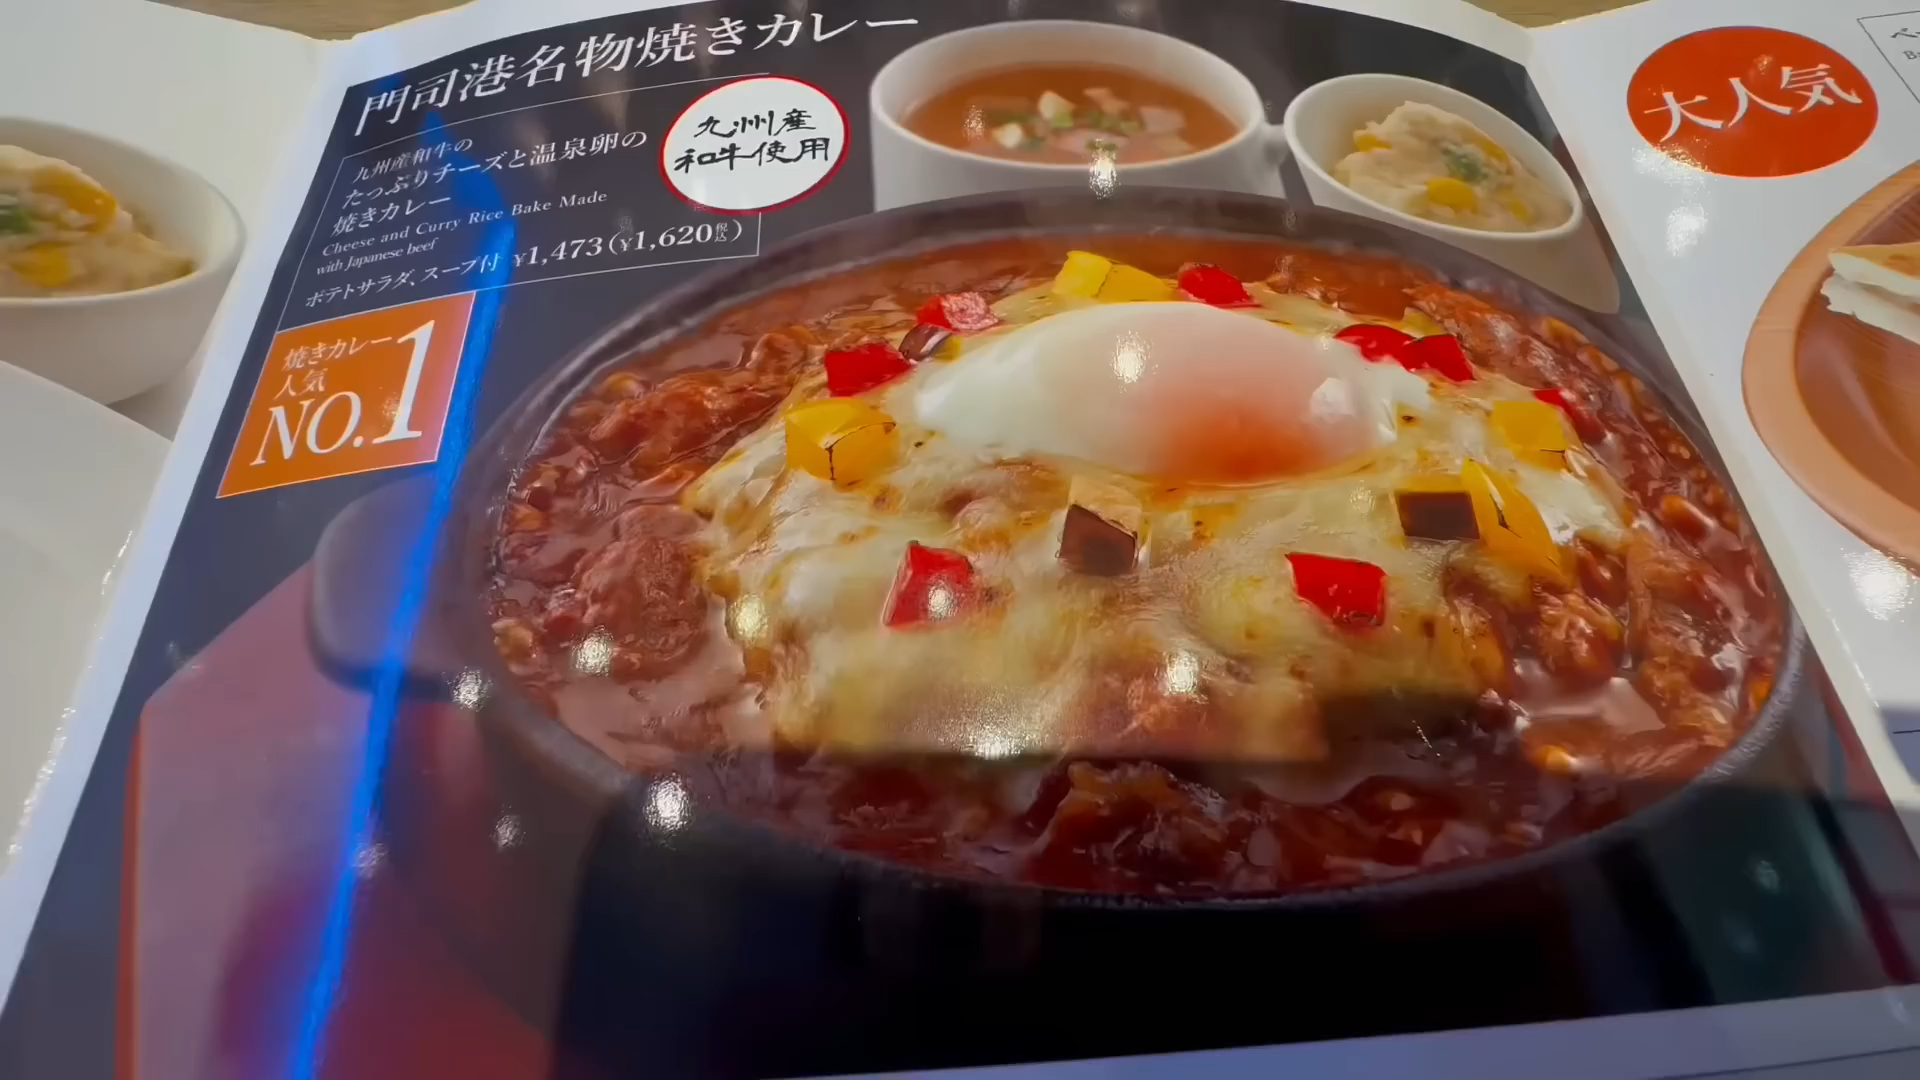 門司港名物焼きカレー
九州産和牛の
たっぷりチーズと温泉卵の
焼きカレー
Cheese and Curry Rice Bake Made
with Japanese beef
ポテトサラダ、スープ付 ¥1,473(¥1,620税込)
九州産
和牛使用
焼きカレー
人気
NO.1
大人気